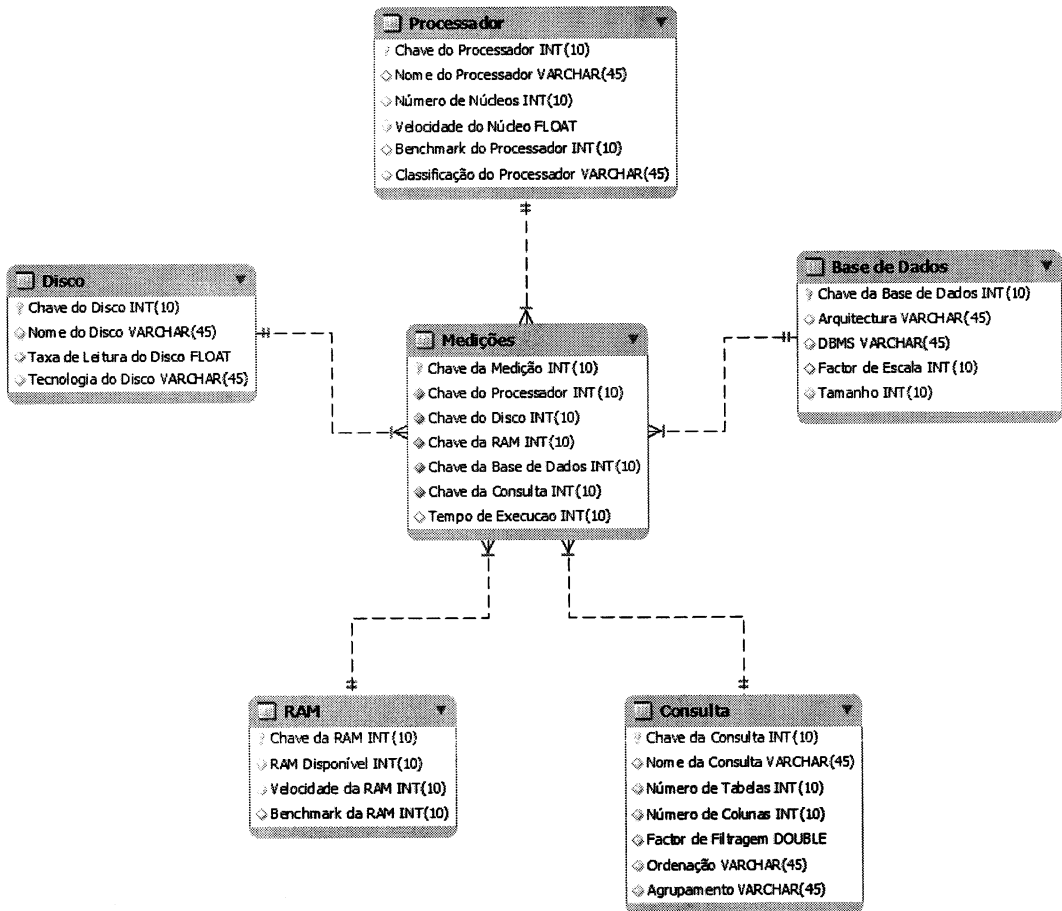 Processador
Chave do Processador INT(10)
Nome do Processador VARCHAR(45)
Número de Núcleos INT(10)
Velocidade do Núcleo FLOAT
Benchmark do Processador INT(10)
Classificação do Processador VARCHAR(45)
Disco
Chave do Disco INT(10)
Nome do Disco VARCHAR(45)
Taxa de Leitura do Disco FLOAT
Tecnologia do Disco VARCHAR(45)
Base de Dados
Chave da Base de Dados INT(10)
Arquitectura VARCHAR(45)
DBMS VARCHAR(45)
Factor de Escala INT(10)
Tamanho INT(10)
Medições
Chave da Medição INT(10)
Chave do Processador INT(10)
Chave do Disco INT(10)
Chave da RAM INT(10)
Chave da Base de Dados INT(10)
Chave da Consulta INT(10)
Tempo de Execucao INT(10)
RAM
Chave da RAM INT(10)
RAM Disponível INT(10)
Velocidade da RAM INT(10)
Benchmark da RAM INT(10)
Consulta
Chave da Consulta INT(10)
Nome da Consulta VARCHAR(45)
Número de Tabelas INT(10)
Número de Colunas INT(10)
Factor de Filtragem DOUBLE
Ordenação VARCHAR(45)
Agrupamento VARCHAR(45)